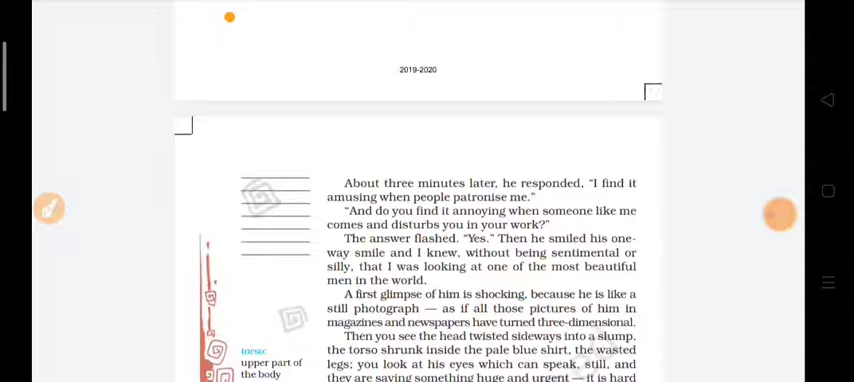 2019-2020
About three minutes later, he responded, “I find it
amusing when people patronise me.”
“And do you find it annoying when someone like me
comes and disturbs you in your work?”
The answer flashed. “Yes.” Then he smiled his one-
way smile and I knew, without being sentimental or
silly, that I was looking at one of the most beautiful
men in the world.
A first glimpse of him is shocking, because he is like a
still photograph — as if all those pictures of him in
magazines and newspapers have turned three-dimensional.
Then you see the head twisted sideways into a slump,
the torso shrunk inside the pale blue shirt, the wasted
legs; you look at his eyes which can speak, still, and
they are saying something huge and urgent — it is hard
torso:
upper part of
the body